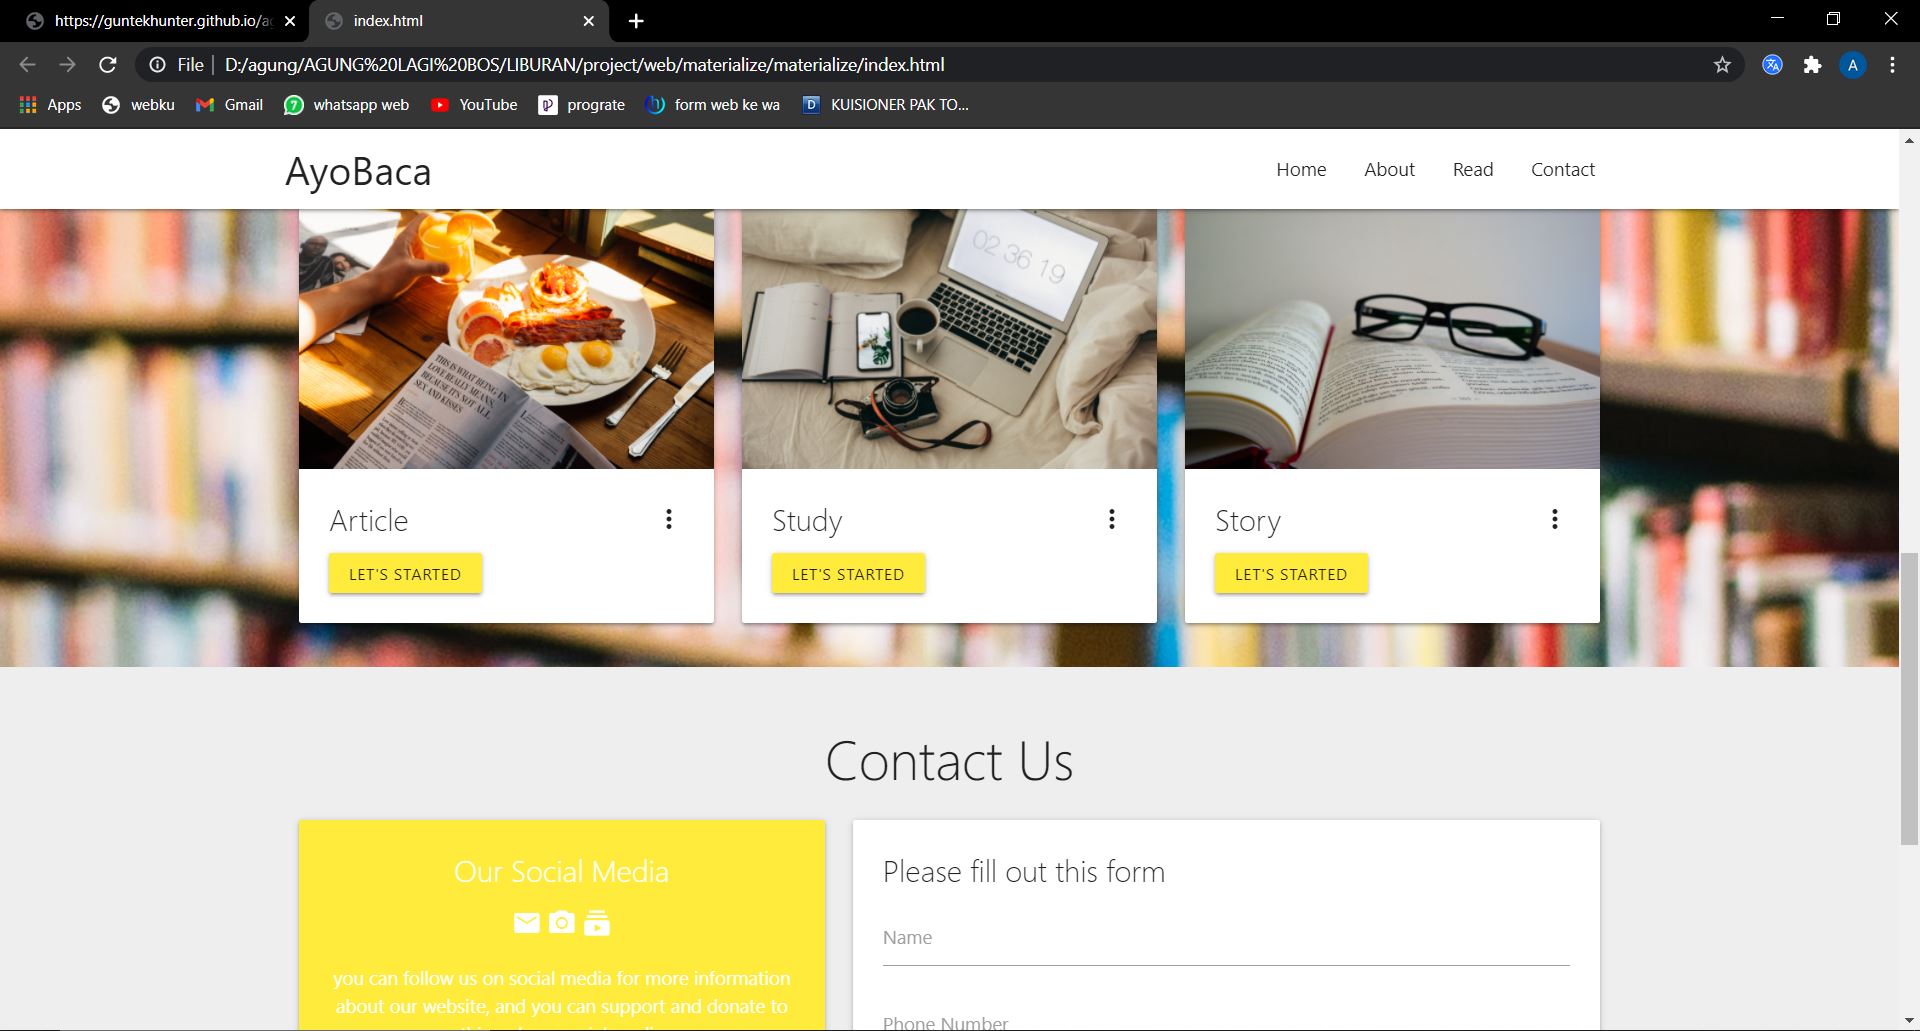 https://guntekhunter.github.io/a
index.html
File
D:/agung/AGUNG%20LAGI%20BOS/LIBURAN/project/web/materialize/materialize/index.html
A
Apps
webku
Gmail
7
whatsapp web
YouTube
prograte
form web ke wa
D
KUISIONER PAK TO...
AyoBaca
Home
About
Read
Contact
THIS IS WHAT BEING IN
LOVE REALLY MEANS,
BECAUSE IT'S NOT ALL
SEX AND KISSES
02 36 19
Article
Study
Story
LET'S STARTED
LET'S STARTED
LET'S STARTED
Contact Us
Our Social Media
you can follow us on social media for more information
about our website, and you can support and donate to
Please fill out this form
Name
Phone Number